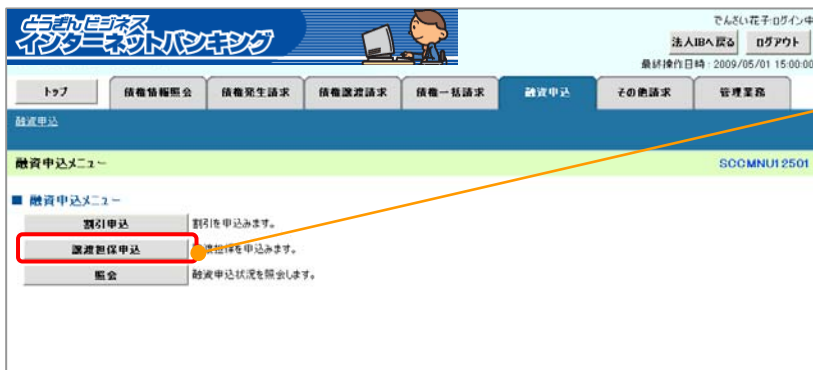 とうぎんビジネス
インターネットバンキング
でんさい花子:ログイン中
法人IBへ戻る ログアウト
最終操作日時：2009/05/01 15:00:00
トップ 債権情報照会 債権発生請求 債権譲渡請求 債権一括請求 融資申込 その他請求 管理業務
融資申込
融資申込メニュー SCCMNU12501
■ 融資申込メニュー
割引申込 割引を申込みます。
譲渡担保申込 渡担保を申込みます。
照会 融資申込状況を照会します。